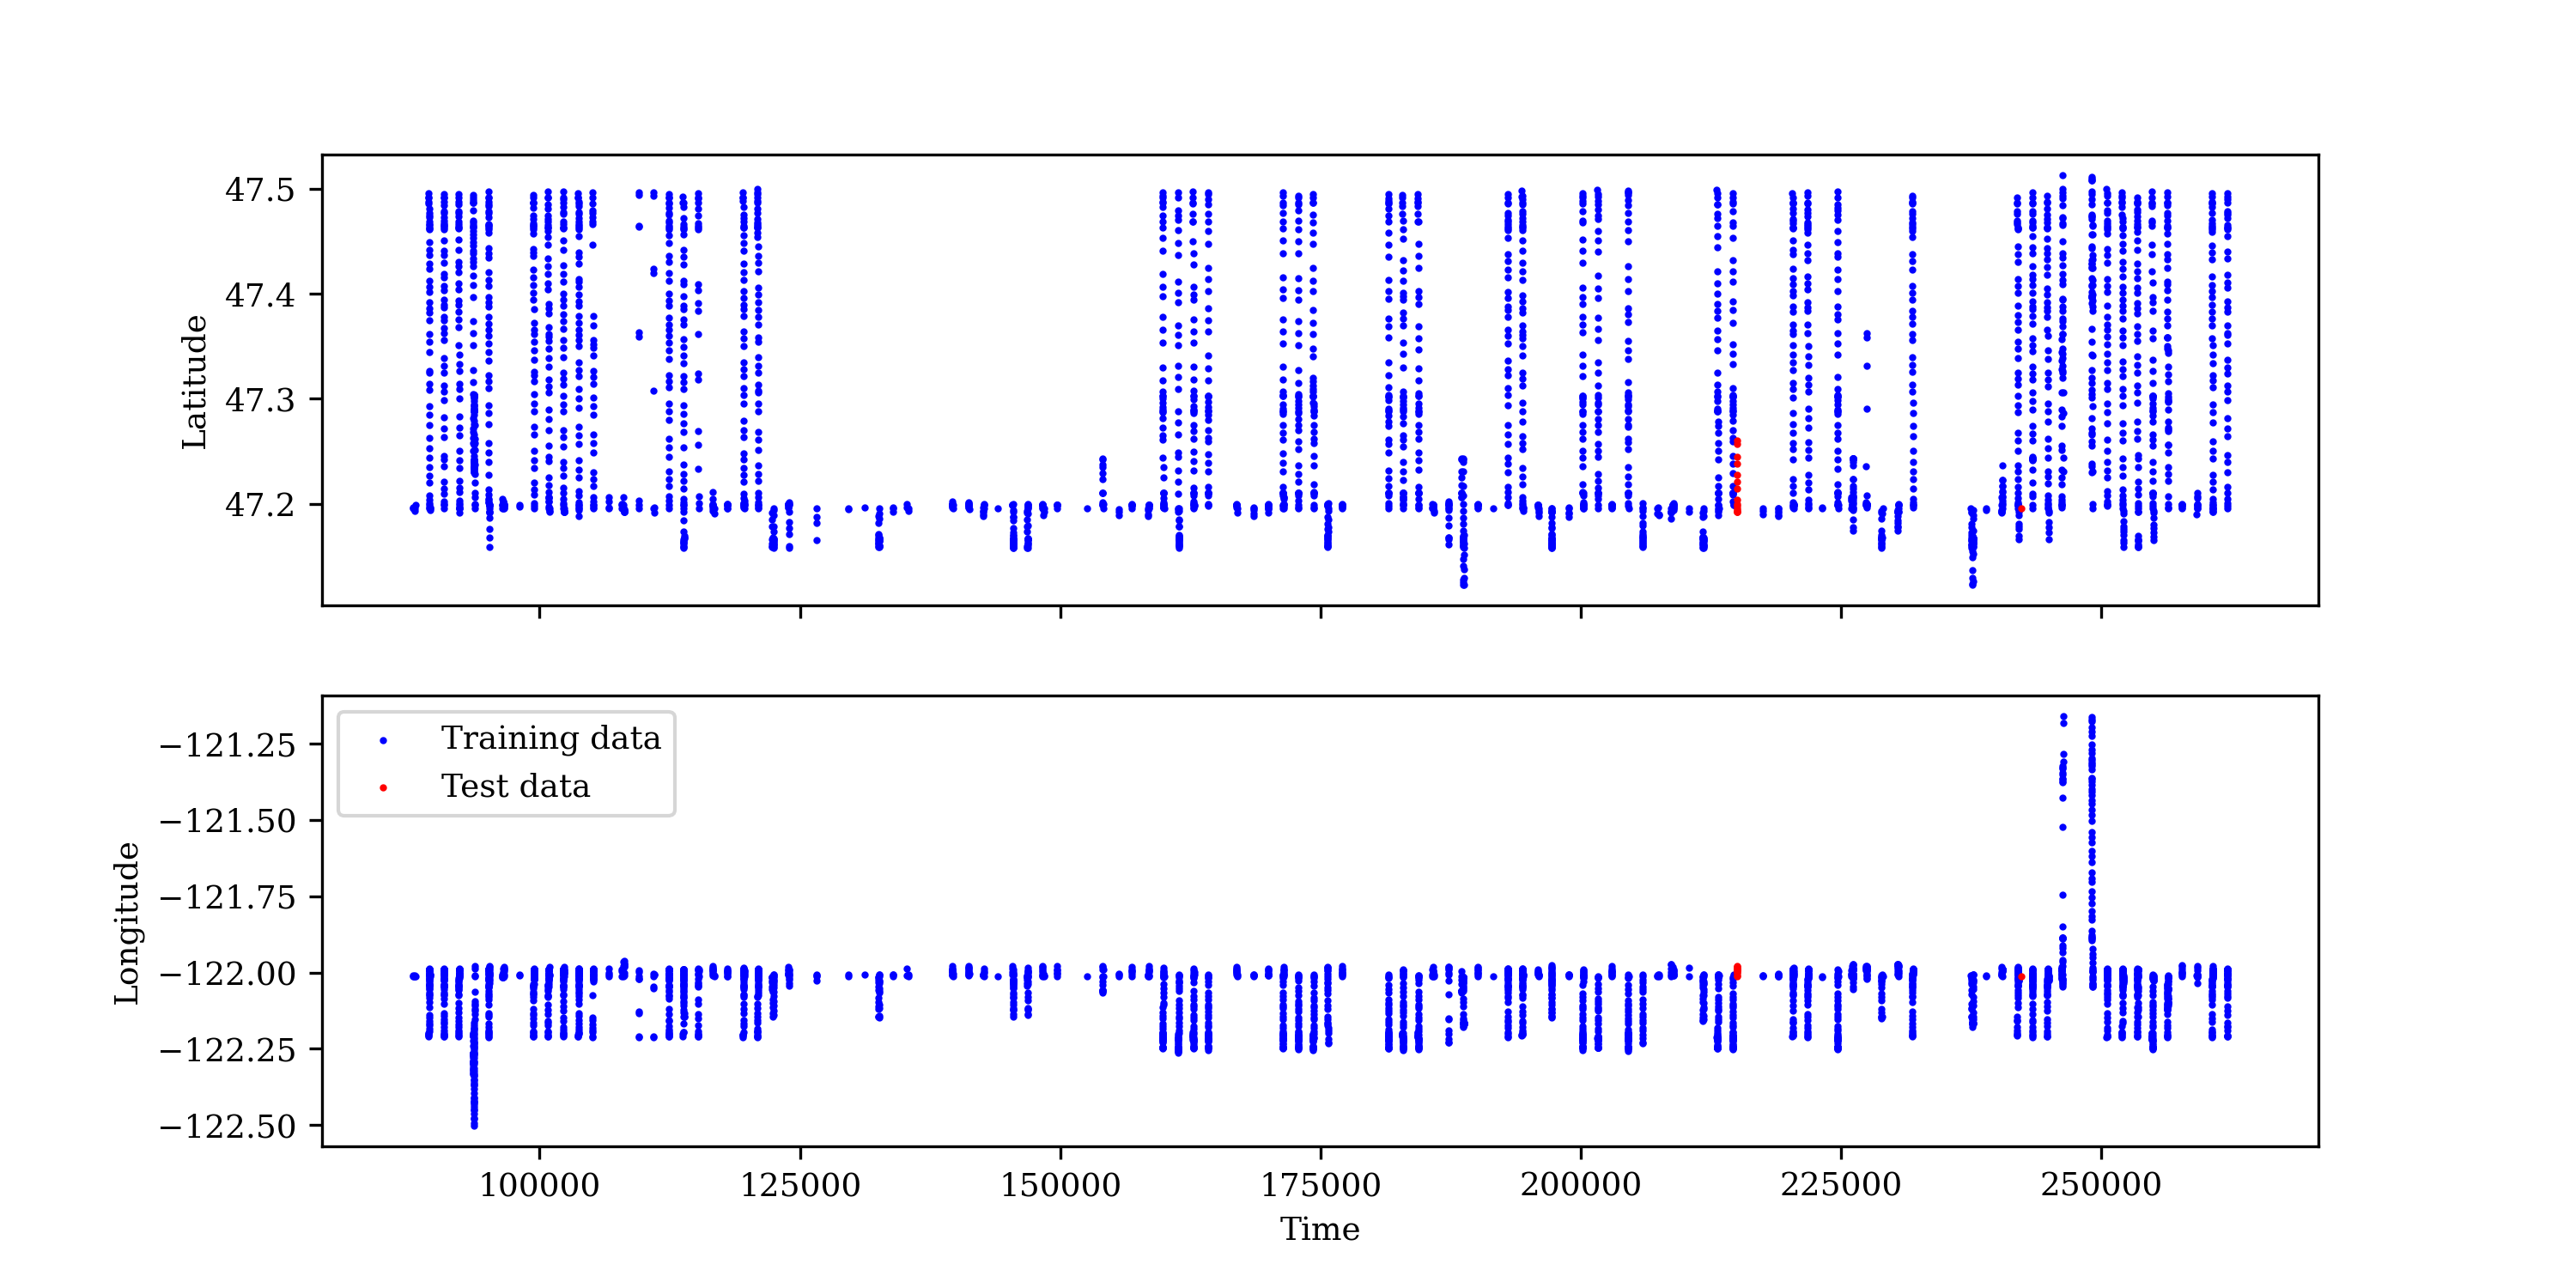 47.5
47.4
47.3
47.2
Latitude
Training data
Test data
−121.25
−121.50
−121.75
−122.00
−122.25
−122.50
Longitude
100000 125000 150000 175000 200000 225000 250000
Time